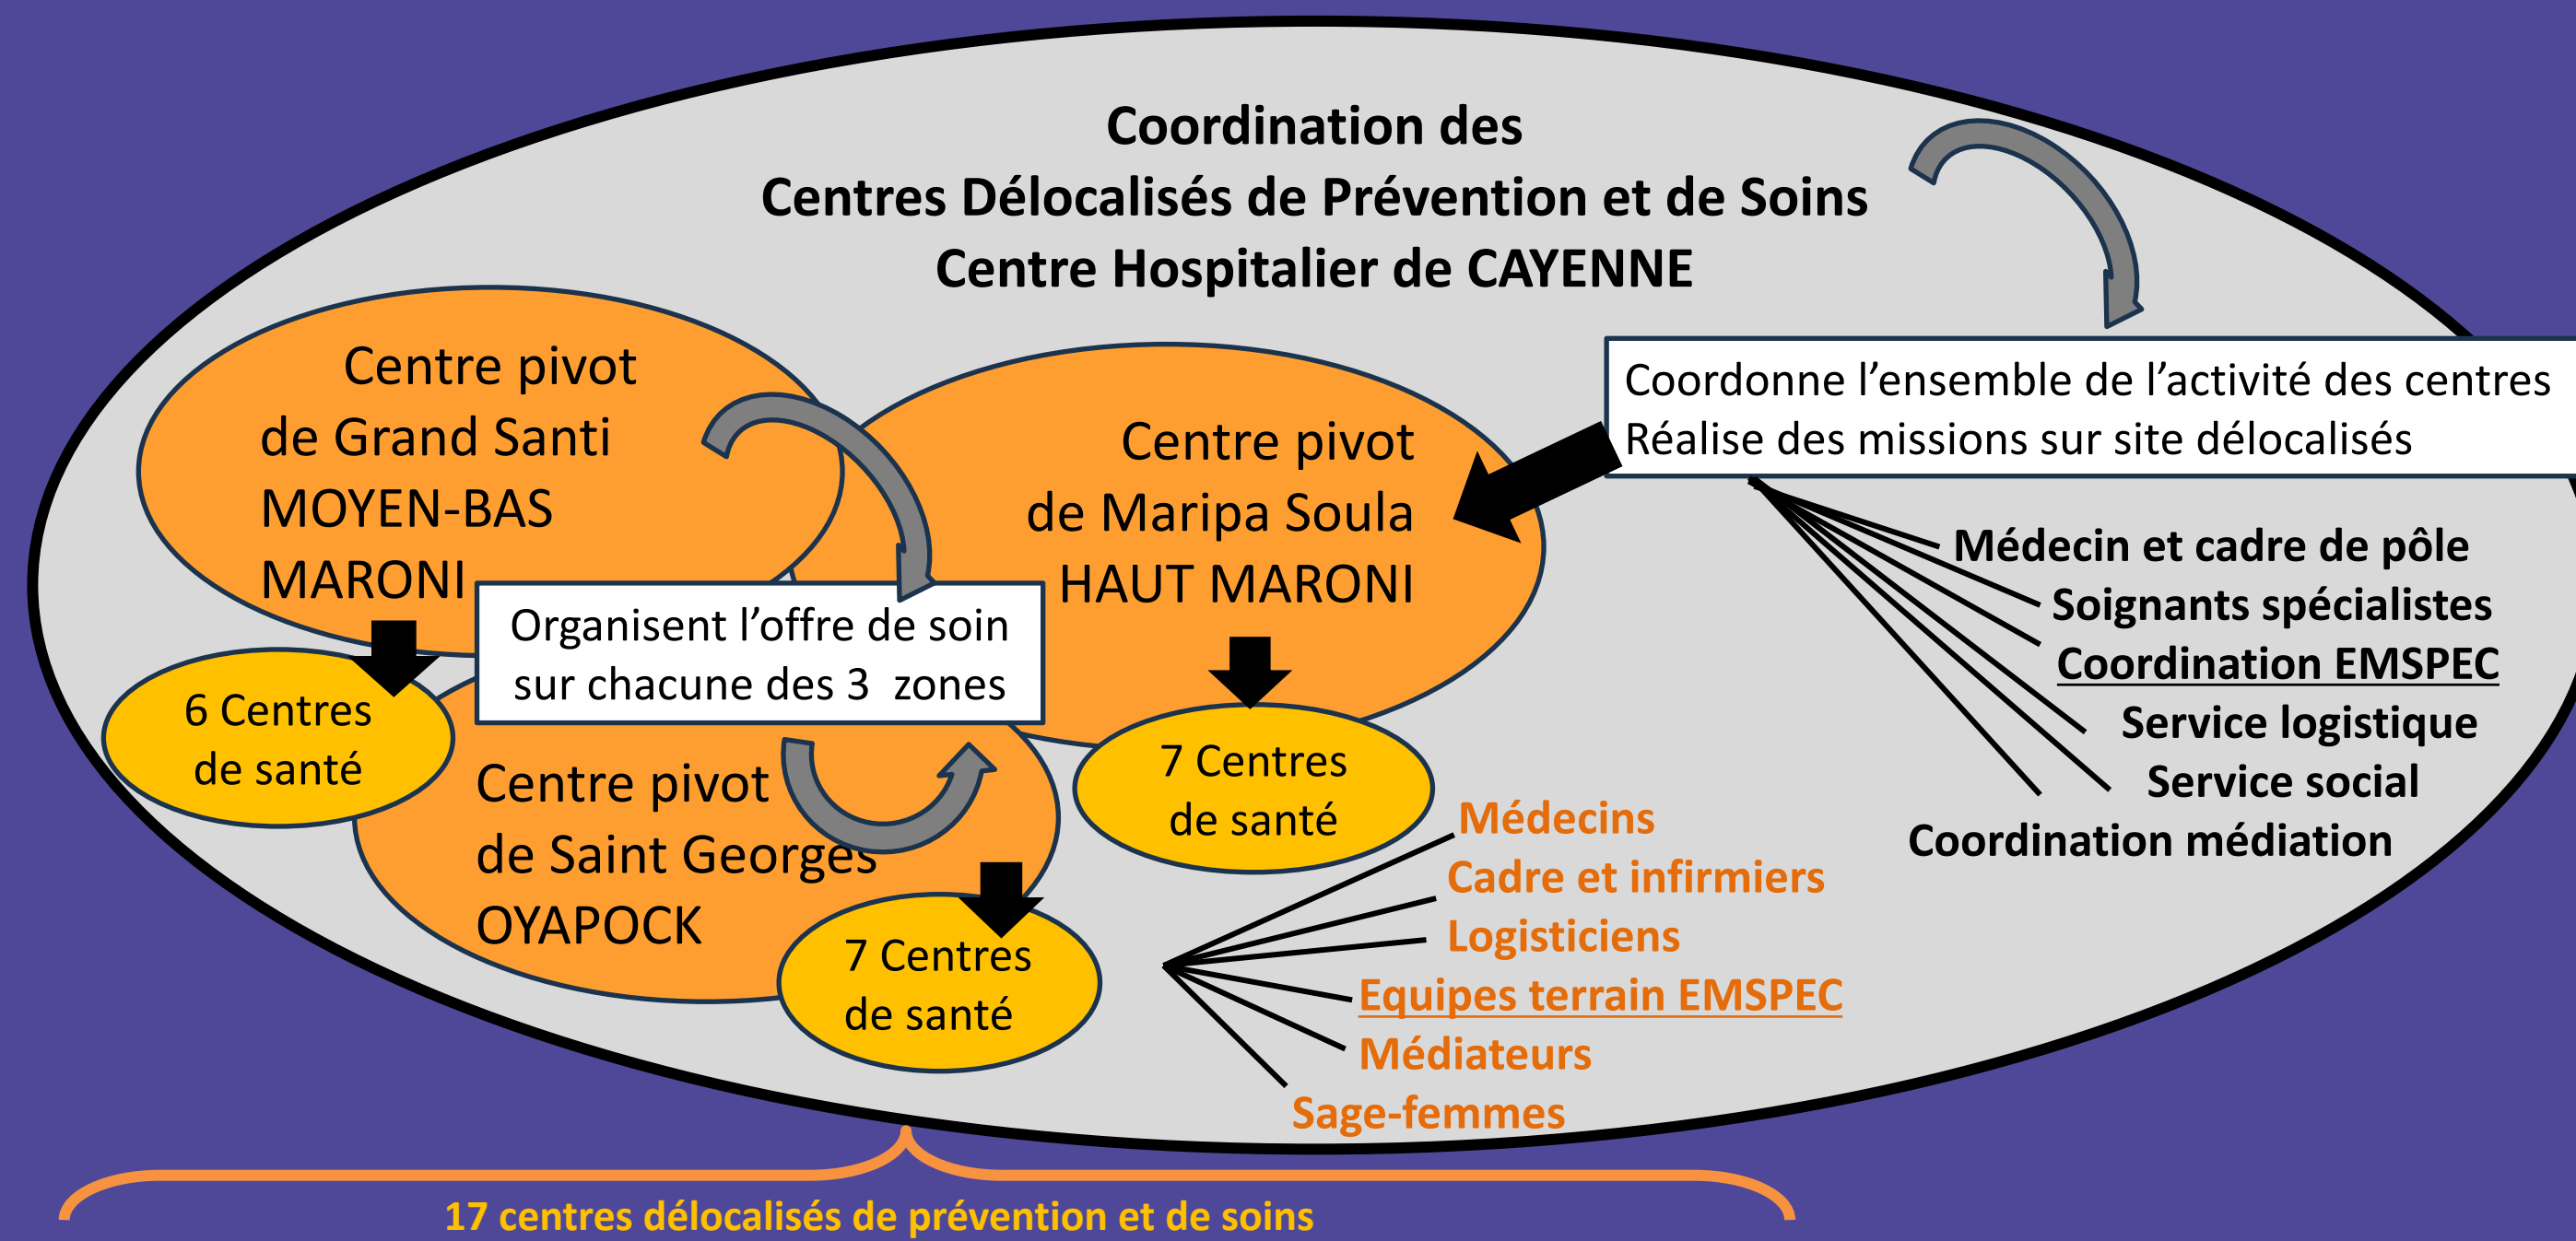 Coordination des
Centres Délocalisés de Prévention et de Soins
Centre Hospitalier de CAYENNE
Centre pivot
de Grand Santi
MOYEN-BAS
MARONI
Centre pivot
de Maripa Soula
HAUT MARONI
Coordonne l’ensemble de l’activité des centres
Réalise des missions sur site délocalisés
Organisent l’offre de soin
sur chacune des 3 zones
6 Centres
de santé
Centre pivot
de Saint Georges
OYAPOCK
7 Centres
de santé
7 Centres
de santé
Médecin et cadre de pôle
Soignants spécialistes
Coordination EMSPEC
Service logistique
Service social
Coordination médiation
Médecins
Cadre et infirmiers
Logisticiens
Equipes terrain EMSPEC
Médiateurs
Sage-femmes
17 centres délocalisés de prévention et de soins